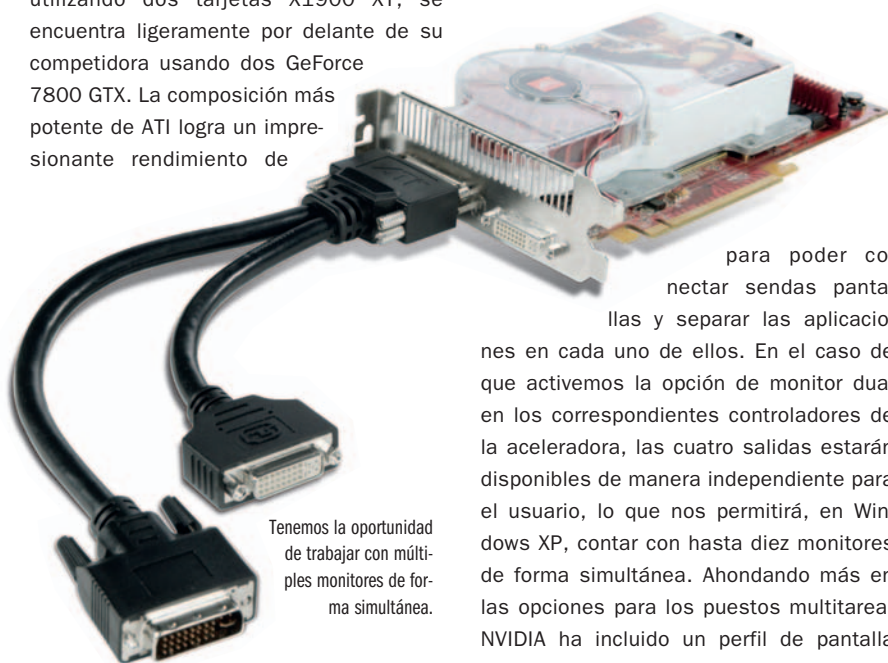 utilizando dos tarjetas X1900 XT, se
encuentra ligeramente por delante de su
competidora usando dos GeForce
7800 GTX. La composición más
potente de ATI logra un impre-
sionante rendimiento de
para poder co
nectar sendas panta
llas y separar las aplicacio
nes en cada uno de ellos. En el caso de
que activemos la opción de monitor dua
en los correspondientes controladores de
la aceleradora, las cuatro salidas estarán
disponibles de manera independiente para
el usuario, lo que nos permitirá, en Win
dows XP, contar con hasta diez monitores
de forma simultánea. Ahondando más en
las opciones para los puestos multitarea
NVIDIA ha incluido un perfil de pantalla
Tenemos la oportunidad
de trabajar con múlti-
ples monitores de for-
ma simultánea.